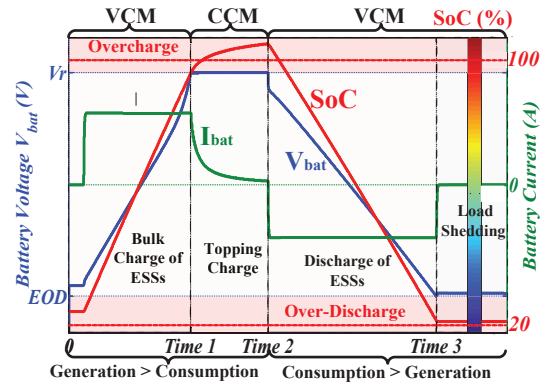 VCM CCM VCM SoC (%)
Overcharge
100
Vr
SoC
Ibat
Vbat
Battery Voltage Vbat (V)
Battery Current (A)
0
Bulk
Charge of
ESSs
Topping
Charge
Discharge of
ESSs
Load
Shedding
EOD
Over-Discharge
20
0 Time 1 Time 2 Time 3
Generation > Consumption Consumption > Generation